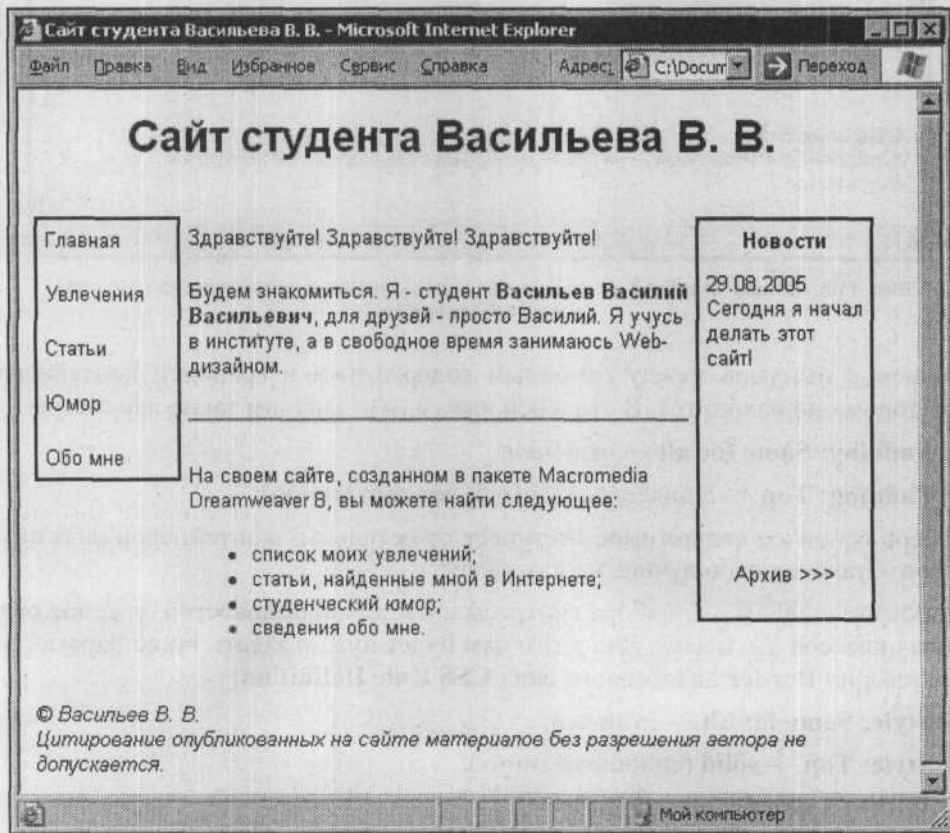 Сайт студента Васильева В. В. - Microsoft Internet Explorer
Файл Правка Вид Избранное Сервис Справка Адрес: C:\Docum Переход
Сайт студента Васильева В. В.
Главная
Увлечения
Статьи
Юмор
Обо мне
Здравствуйте! Здравствуйте! Здравствуйте!
Будем знакомиться. Я - студент Васильев Василий
Васильевич, для друзей - просто Василий. Я учусь
в институте, а в свободное время занимаюсь Web-
дизайном.
На своем сайте, созданном в пакете Macromedia
Dreamweaver 8, вы можете найти следующее:
список моих увлечений;
статьи, найденные мной в Интернете;
студенческий юмор;
сведения обо мне.
Новости
29.08.2005
Сегодня я начал
делать этот
сайт!
Архив >>>
© Васильев В. В.
Цитирование опубликованных на сайте материалов без разрешения автора не
допускается.
Мой компьютер